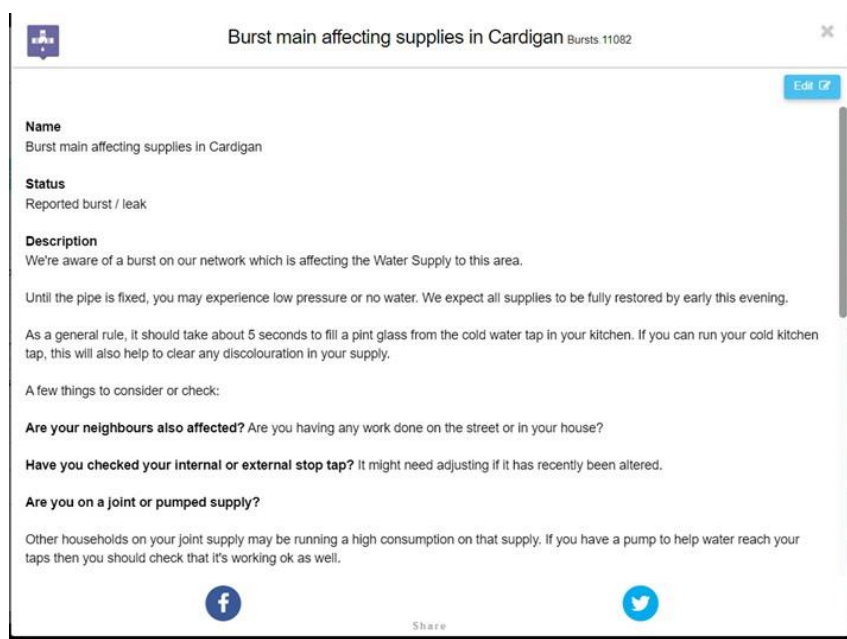 Burst main affecting supplies in Cardigan Bursts.11082
×
Edit
Name
Burst main affecting supplies in Cardigan
Status
Reported burst / leak
Description
We're aware of a burst on our network which is affecting the Water Supply to this area.
Until the pipe is fixed, you may experience low pressure or no water. We expect all supplies to be fully restored by early this evening.
As a general rule, it should take about 5 seconds to fill a pint glass from the cold water tap in your kitchen. If you can run your cold kitchen
tap, this will also help to clear any discolouration in your supply.
A few things to consider or check:
Are your neighbours also affected? Are you having any work done on the street or in your house?
Have you checked your internal or external stop tap? It might need adjusting if it has recently been altered.
Are you on a joint or pumped supply?
Other households on your joint supply may be running a high consumption on that supply. If you have a pump to help water reach your
taps then you should check that it's working ok as well.
Share